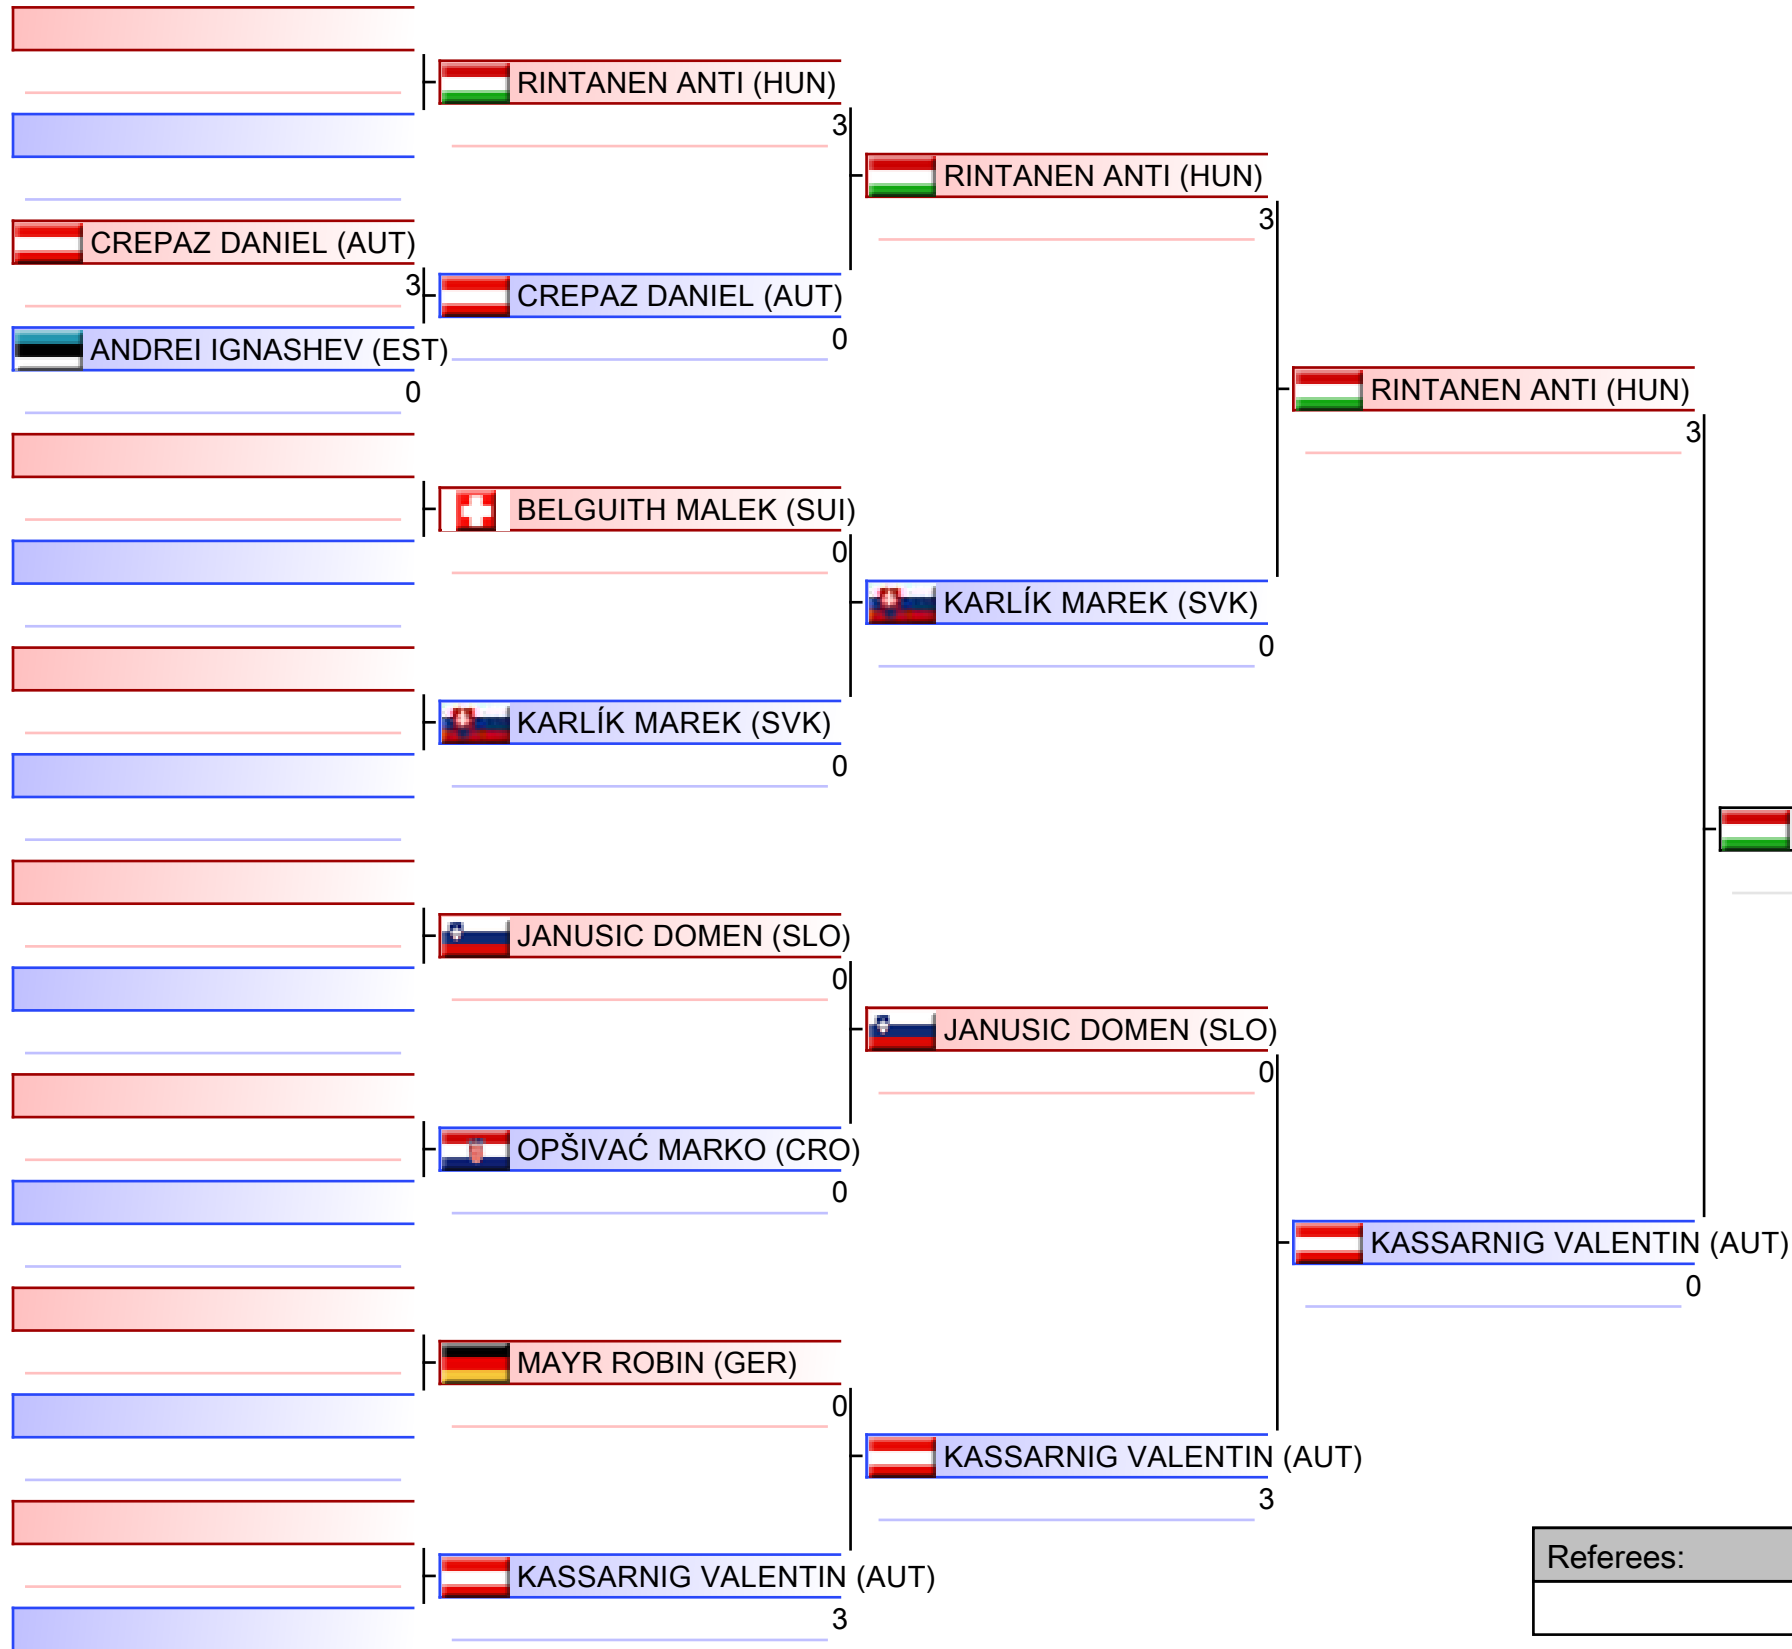 RINTANEN ANTI (HUN)
3
RINTANEN ANTI (HUN)
3
CREPAZ DANIEL (AUT)
3
CREPAZ DANIEL (AUT)
0
ANDREI IGNASHEV (EST)
0
RINTANEN ANTI (HUN)
3
BELGUITH MALEK (SUI)
0
KARLÍK MAREK (SVK)
0
KARLÍK MAREK (SVK)
0
JANUSIC DOMEN (SLO)
0
JANUSIC DOMEN (SLO)
0
OPŠIVAĆ MARKO (CRO)
0
KASSARNIG VALENTIN (AUT)
0
MAYR ROBIN (GER)
0
KASSARNIG VALENTIN (AUT)
3
KASSARNIG VALENTIN (AUT)
3
Referees: